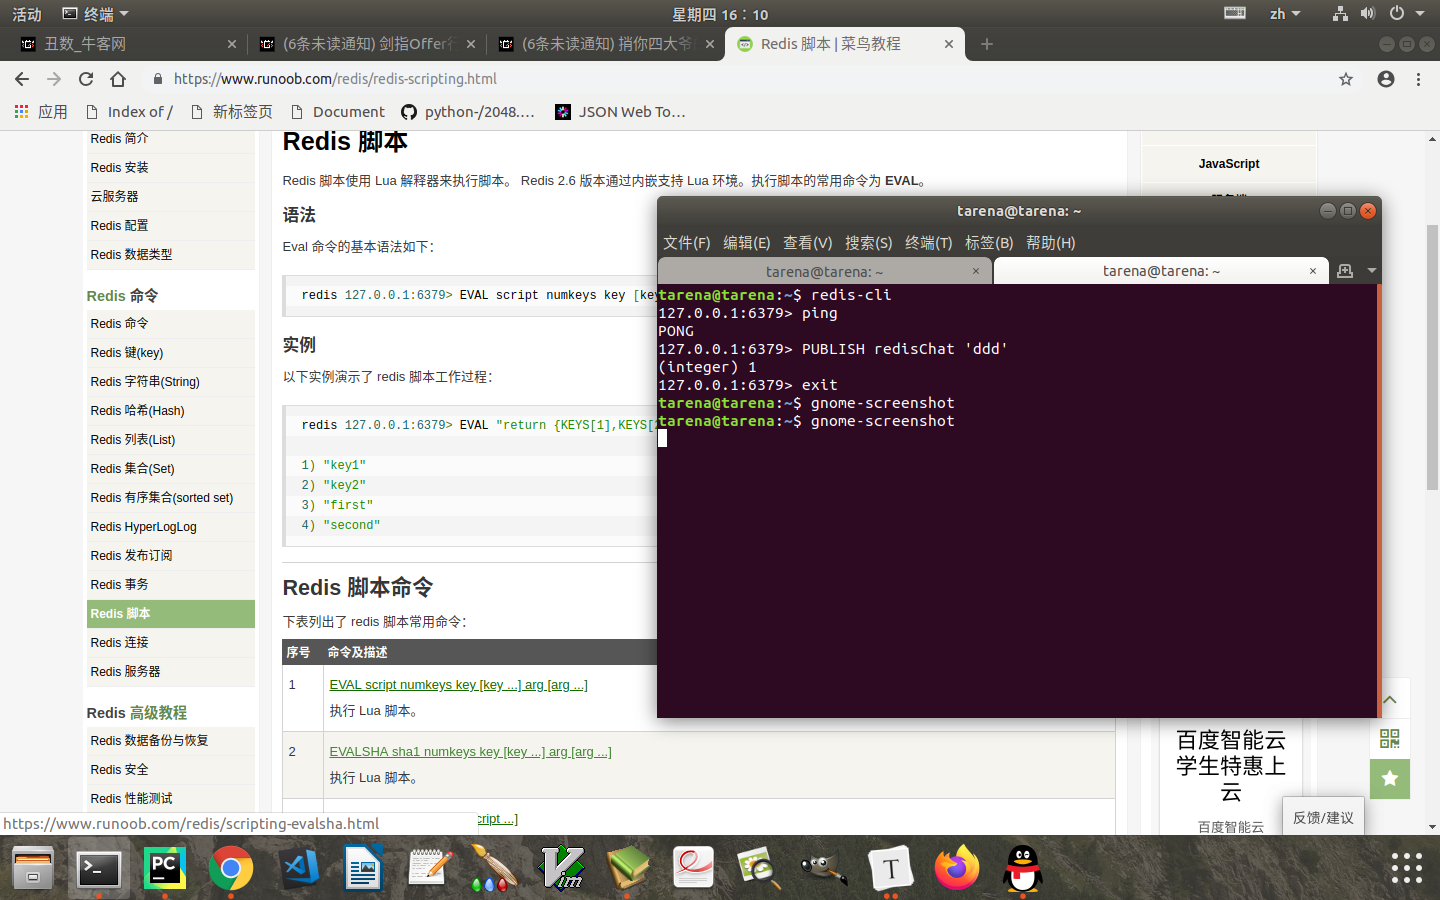 活动
终端
星期四 16：10
zh
丑数_牛客网
(6条未读通知) 剑指Offer
(6条未读通知) 捎你四大爷
Redis 脚本 | 菜鸟教程
https://www.runoob.com/redis/redis-scripting.html
应用
Index of /
新标签页
Document
python-/2048....
JSON Web To...
Redis 简介
Redis 安装
云服务器
Redis 配置
Redis 数据类型
Redis 命令
Redis 命令
Redis 键(key)
Redis 字符串(String)
Redis 哈希(Hash)
Redis 列表(List)
Redis 集合(Set)
Redis 有序集合(sorted set)
Redis HyperLogLog
Redis 发布订阅
Redis 事务
Redis 脚本
Redis 连接
Redis 服务器
Redis 高级教程
Redis 数据备份与恢复
Redis 安全
Redis 性能测试
https://www.runoob.com/redis/scripting-evalsha.html
Redis 脚本
Redis 脚本使用 Lua 解释器来执行脚本。 Redis 2.6 版本通过内嵌支持 Lua 环境。执行脚本的常用命令为 EVAL。
语法
Eval 命令的基本语法如下：
redis 127.0.0.1:6379> EVAL script numkeys key [key
实例
以下实例演示了 redis 脚本工作过程：
redis 127.0.0.1:6379> EVAL "return {KEYS[1],KEYS[2
1) "key1"
2) "key2"
3) "first"
4) "second"
Redis 脚本命令
下表列出了 redis 脚本常用命令：
序号 命令及描述
1 EVAL script numkeys key [key ...] arg [arg ...]
执行 Lua 脚本。
2 EVALSHA sha1 numkeys key [key ...] arg [arg ...]
执行 Lua 脚本。
cript ...]
JavaScript
tarena@tarena: ~
文件(F) 编辑(E) 查看(V) 搜索(S) 终端(T) 标签(B) 帮助(H)
tarena@tarena: ~
tarena@tarena: ~
tarena@tarena:~$ redis-cli
127.0.0.1:6379> ping
PONG
127.0.0.1:6379> PUBLISH redisChat 'ddd'
(integer) 1
127.0.0.1:6379> exit
tarena@tarena:~$ gnome-screenshot
tarena@tarena:~$ gnome-screenshot
百度智能云
学生特惠上
云
百度智能云
反馈/建议
PC
Vim
T